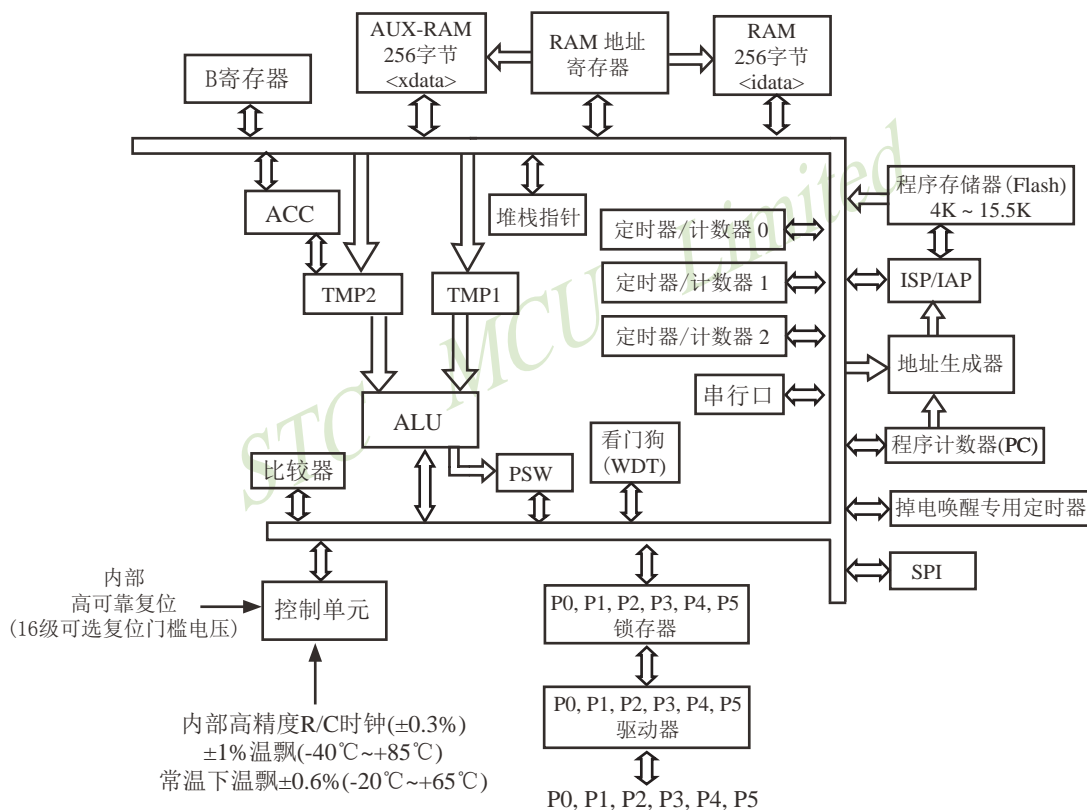 AUX-RAM
256字节
<xdata>
RAM 地址
寄存器
RAM
256字节
<idata>
B寄存器
ACC
堆栈指针
定时器/计数器 0
程序存储器(Flash)
4K ~ 15.5K
TMP2
TMP1
定时器/计数器 1
ISP/IAP
定时器/计数器 2
地址生成器
串行口
ALU
程序计数器(PC)
比较器
PSW
看门狗
(WDT)
掉电唤醒专用定时器
SPI
内部
高可靠复位
(16级可选复位门槛电压)
控制单元
P0, P1, P2, P3, P4, P5
锁存器
P0, P1, P2, P3, P4, P5
驱动器
内部高精度R/C时钟(±0.3%)
±1%温飘(-40℃~+85℃)
常温下温飘±0.6%(-20℃~+65℃)
P0, P1, P2, P3, P4, P5
STC MCU Limited